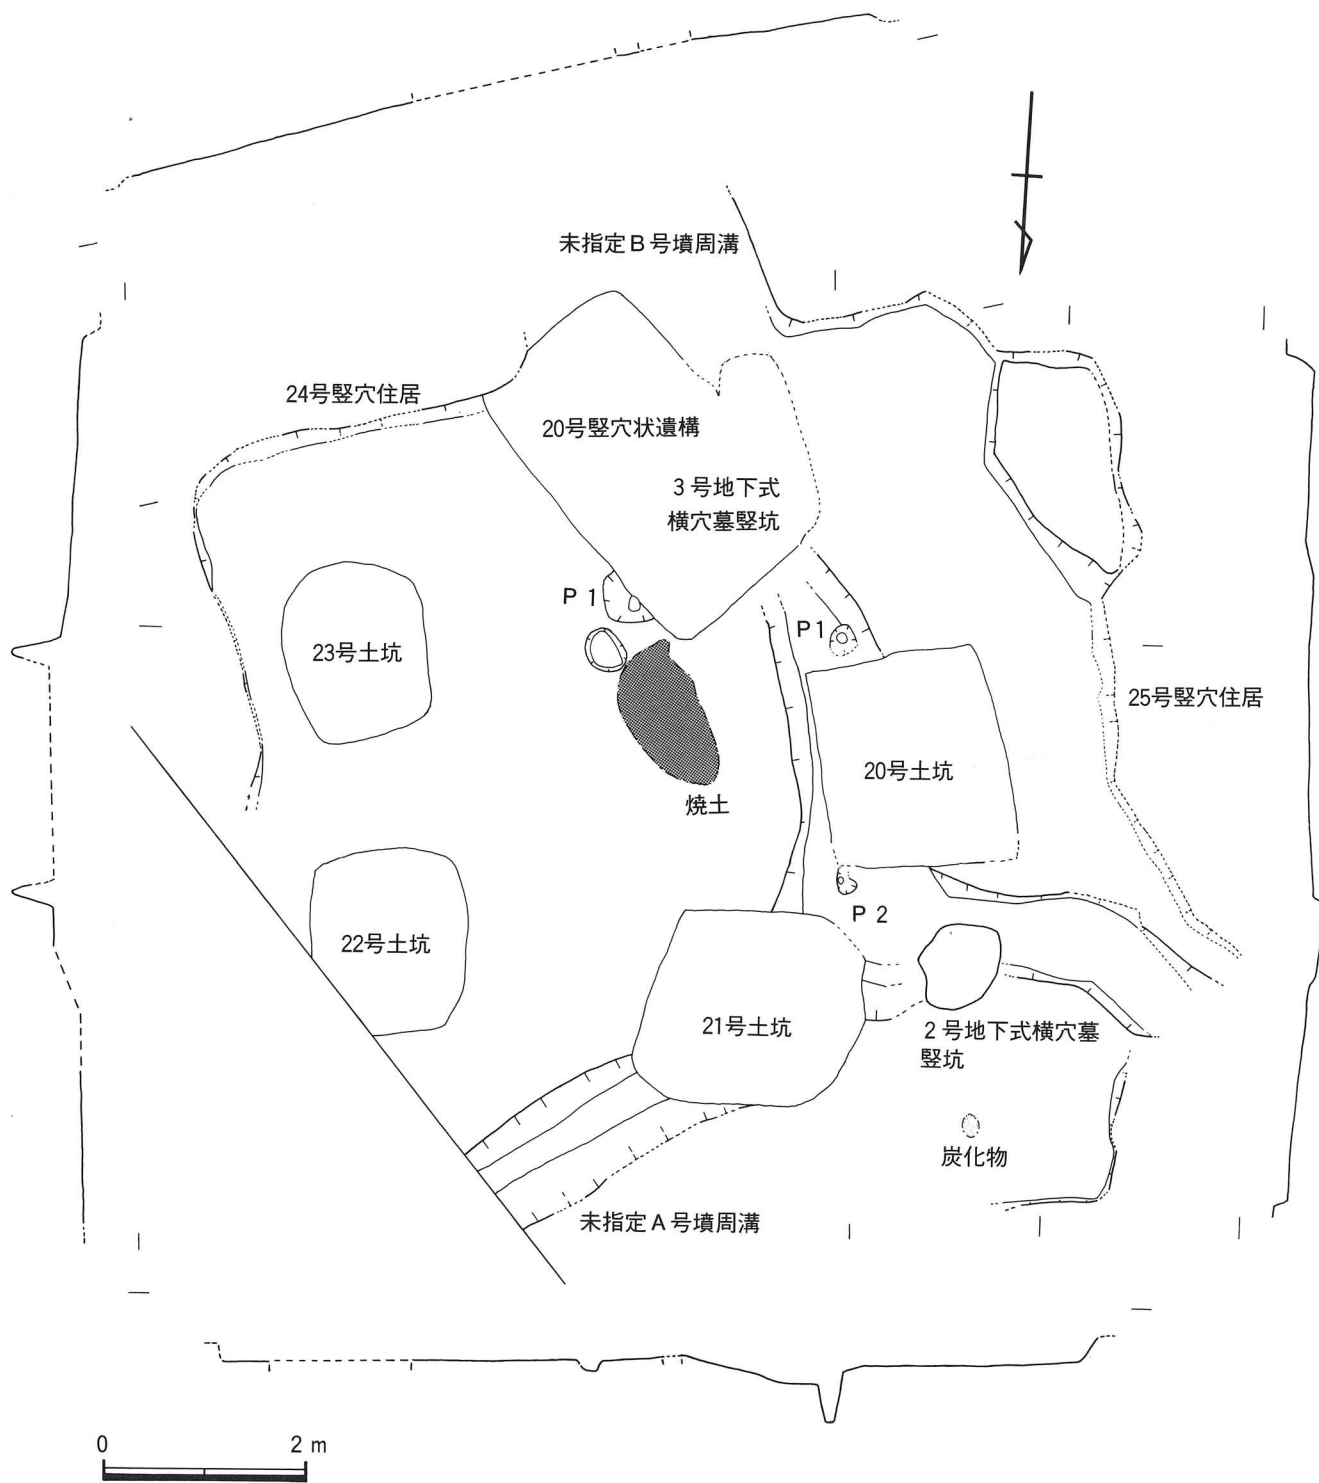 未指定B号墳周溝
24号竪穴住居
20号竪穴状遺構
3号地下式
横穴墓竪坑
P 1
P1
23号土坑
25号竪穴住居
20号土坑
焼土
P 2
22号土坑
21号土坑
2号地下式横穴墓
竪坑
炭化物
未指定A号墳周溝
0 2 m